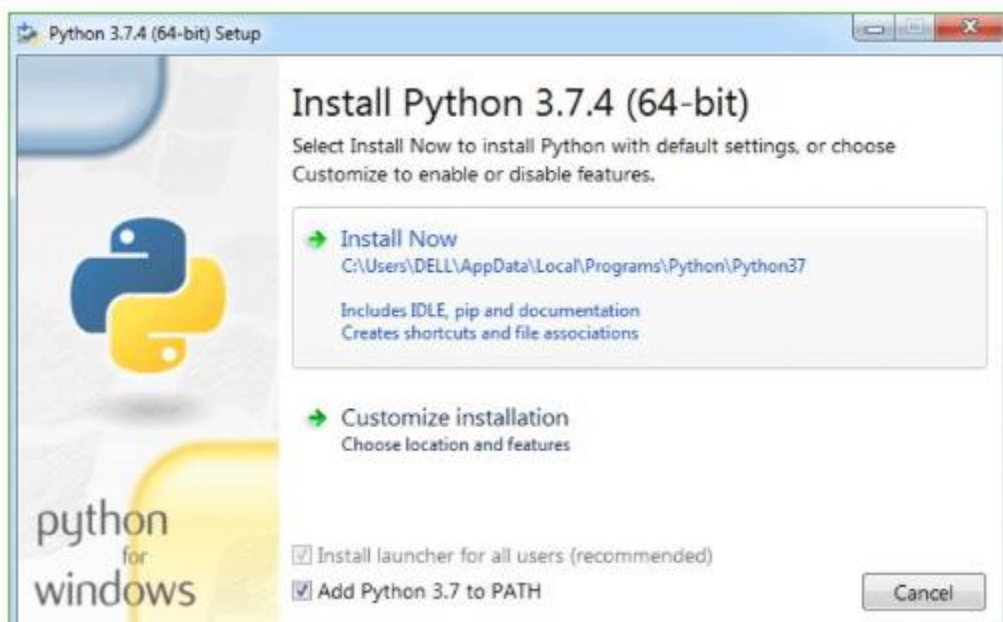 Python 3.7.4 (64-bit) Setup
Install Python 3.7.4 (64-bit)
Select Install Now to install Python with default settings, or choose
Customize to enable or disable features.
Install Now
C:\Users\DELL\AppData\Local\Programs\Python\Python37
Includes IDLE, pip and documentation
Creates shortcuts and file associations
Customize installation
Choose location and features
python
for
windows
Install launcher for all users (recommended)
Add Python 3.7 to PATH
Cancel